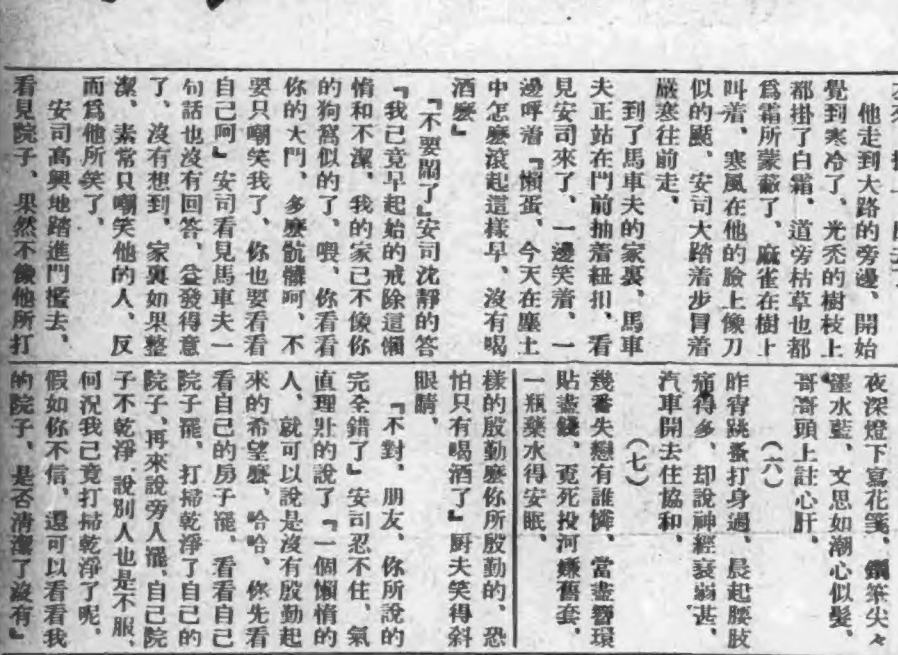 他走到大路的旁邊、開始
覺到寒冷了、光禿的樹枝上
都掛了白霜、道旁枯草也都
爲霜所蒙蔽了、麻雀在樹上
叫着、寒風在他的臉上像刀
似的颳、安司大踏着步冒着
嚴寒往前走、
到了馬車夫的家裏、馬車
夫正站在門前抽着紐扣、看
見安司來了、一邊笑着、一
邊呼着『懶蛋、今天在塵土
中怎麽滾起這樣早、沒有喝
酒麽』
『不要鬧了』安司沈靜的答
『我已竟早起始的戒除這懶
惰和不潔、我的家已不像你
的狗窩似的了、喂、你看看
你的大門、多麽骯髒呵、不
要只嘲笑我了、你也要看看
自己呵』安司看見馬車夫一
句話也沒有回答、益發得意
了、沒有想到、家裏如果整
潔、素常只嘲笑他的人、反
而爲他所笑了、
安司高興地踏進門檻去、
看見院子、果然不像他所打
夜深燈下寫花箋、鋼筆尖々
墨水藍、文思如潮心似髮、
哥哥頭上註心肝、
(六)
昨宵跳蚤打身過、晨起腰肢
痛得多、却說神經衰弱甚、
汽車開去住協和、
(七)
幾番失戀有誰憐、當盡簪環
貼盡錢、覓死投河嫌舊套、
一瓶藥水得安眠、
樣的殷勤麽你所殷勤的、恐
怕只有喝酒了』厨夫笑得斜
眼睛、
『不對、朋友、你所說的
完全錯了』安司忍不住、氣
直理壯的說了『一個懶惰的
人、就可以說是沒有殷勤起
來的希望麽、哈哈、你先看
看自己的房子罷、看看自己
院子罷、打掃乾淨了自己的
院子、再來說旁人罷、自己院
子不乾淨、說別人也是不服、
何況我已竟打掃乾淨了呢、
假如你不信、還可以看看我
的院子、是否清潔了沒有』